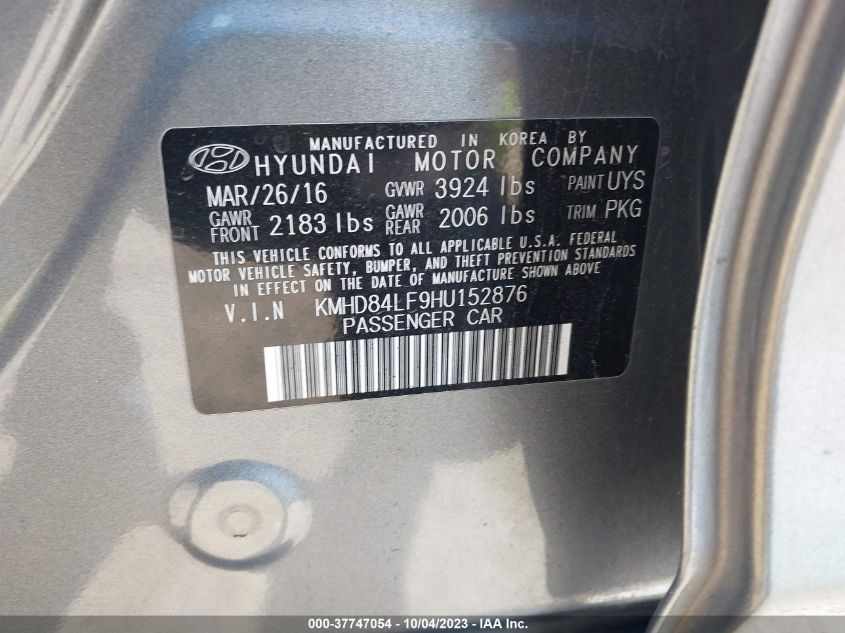 MANUFACTURED IN KOREA BY
HYUNDAI MOTOR COMPANY
MAR/26/16 GVWR 3924 lbs PAINT UYS
GAWR FRONT 2183 lbs GAWR REAR 2006 lbs TRIM PKG
THIS VEHICLE CONFORMS TO ALL APPLICABLE U.S.A. FEDERAL
MOTOR VEHICLE SAFETY, BUMPER, AND THEFT PREVENTION STANDARDS
IN EFFECT ON THE DATE OF MANUFACTURE SHOWN ABOVE
V.I.N KMHD84LF9HU152876
PASSENGER CAR
000-37747054 - 10/04/2023 - IAA Inc.